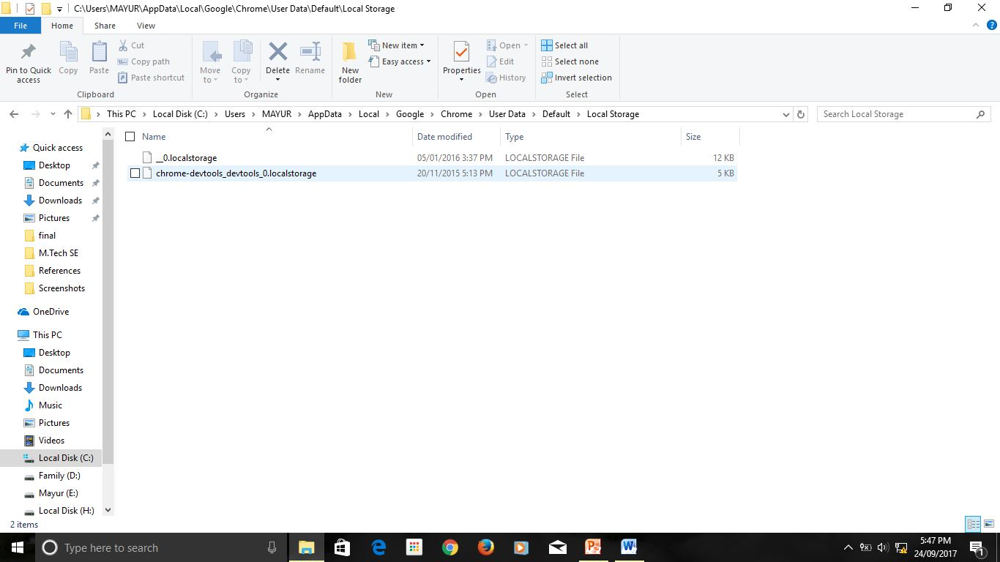 C:\Users\MAYUR\AppData\Local\Google\Chrome\User Data\Default\Local Storage
File Home Share View
Pin to Quick access
Copy
Paste
Cut
Copy path
Paste shortcut
Clipboard
Move to
Copy to
Delete
Rename
Organize
New folder
New item
Easy access
New
Properties
Open
Edit
History
Open
Select all
Select none
Invert selection
Select
This PC > Local Disk (C:) > Users > MAYUR > AppData > Local > Google > Chrome > User Data > Default > Local Storage
Search Local Storage
Quick access
Desktop
Documents
Downloads
Pictures
final
M.Tech SE
References
Screenshots
OneDrive
This PC
Desktop
Documents
Downloads
Music
Pictures
Videos
Local Disk (C:)
Family (D:)
Mayur (E:)
Local Disk (H:)
Name Date modified Type Size
__0.localstorage 05/01/2016 3:37 PM LOCALSTORAGE File 12 KB
chrome-devtools_devtools_0.localstorage 20/11/2015 5:13 PM LOCALSTORAGE File 5 KB
2 items
Type here to search
5:47 PM
24/09/2017
1